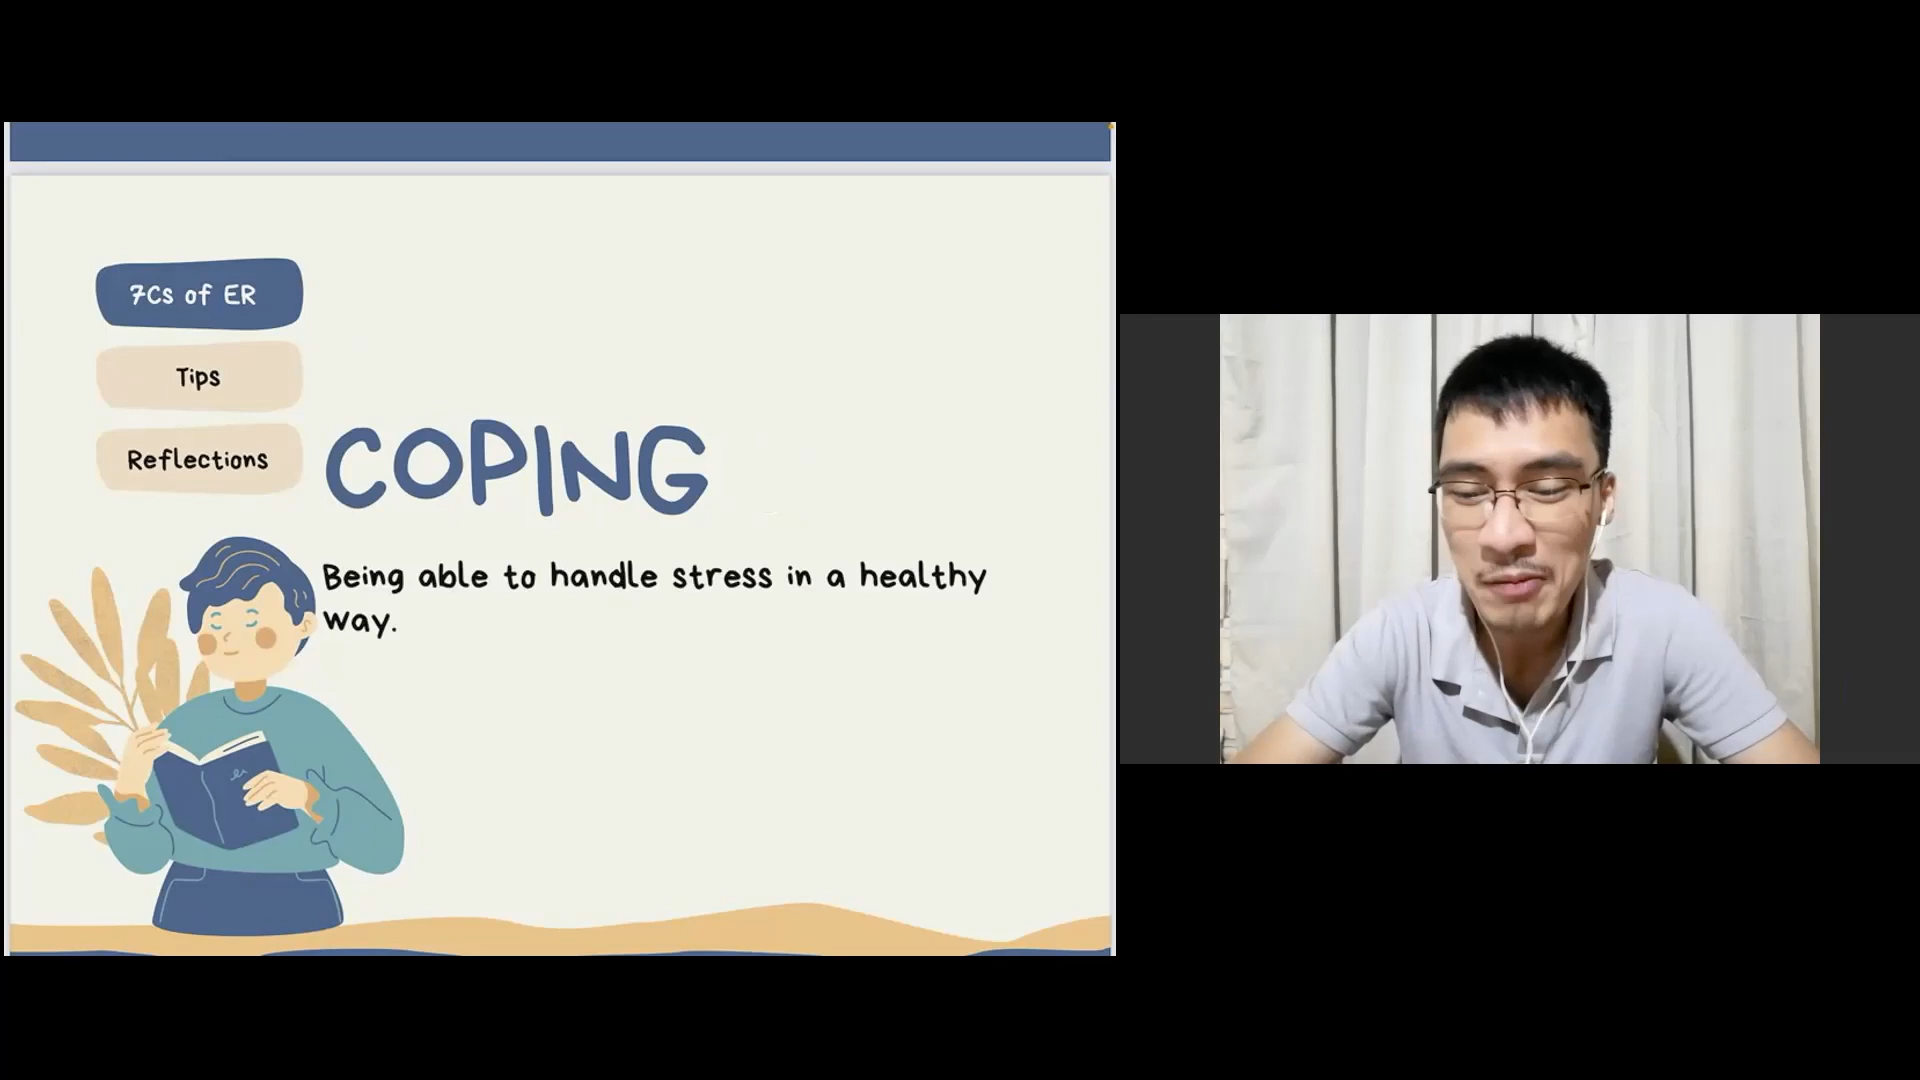 7Cs of ER
Tips
Reflections
COPING
Being able to handle stress in a healthy
way.